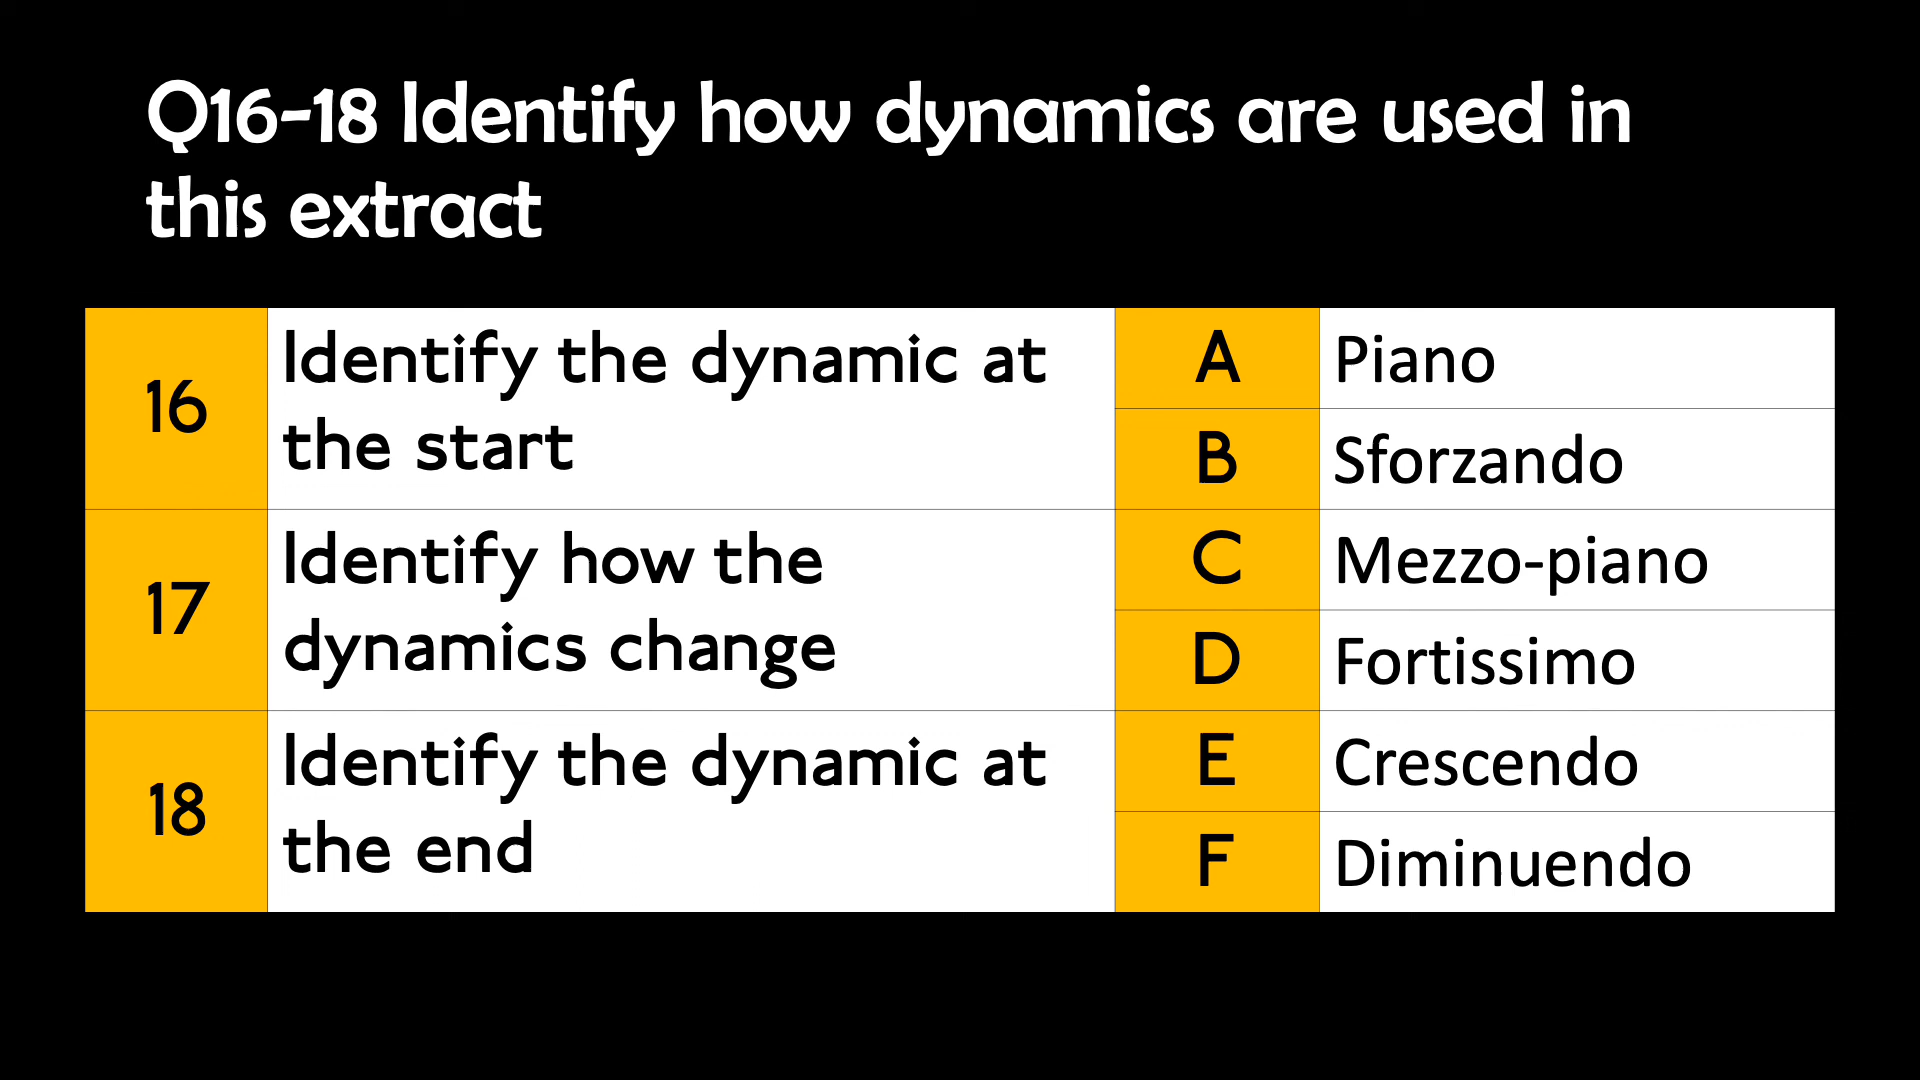 Q16-18 Identify how dynamics are used in
this extract
16
Identify the dynamic at
the start
17
Identify how the
dynamics change
18
Identify the dynamic at
the end
A
Piano
B
Sforzando
C
Mezzo-piano
D
Fortissimo
E
Crescendo
F
Diminuendo